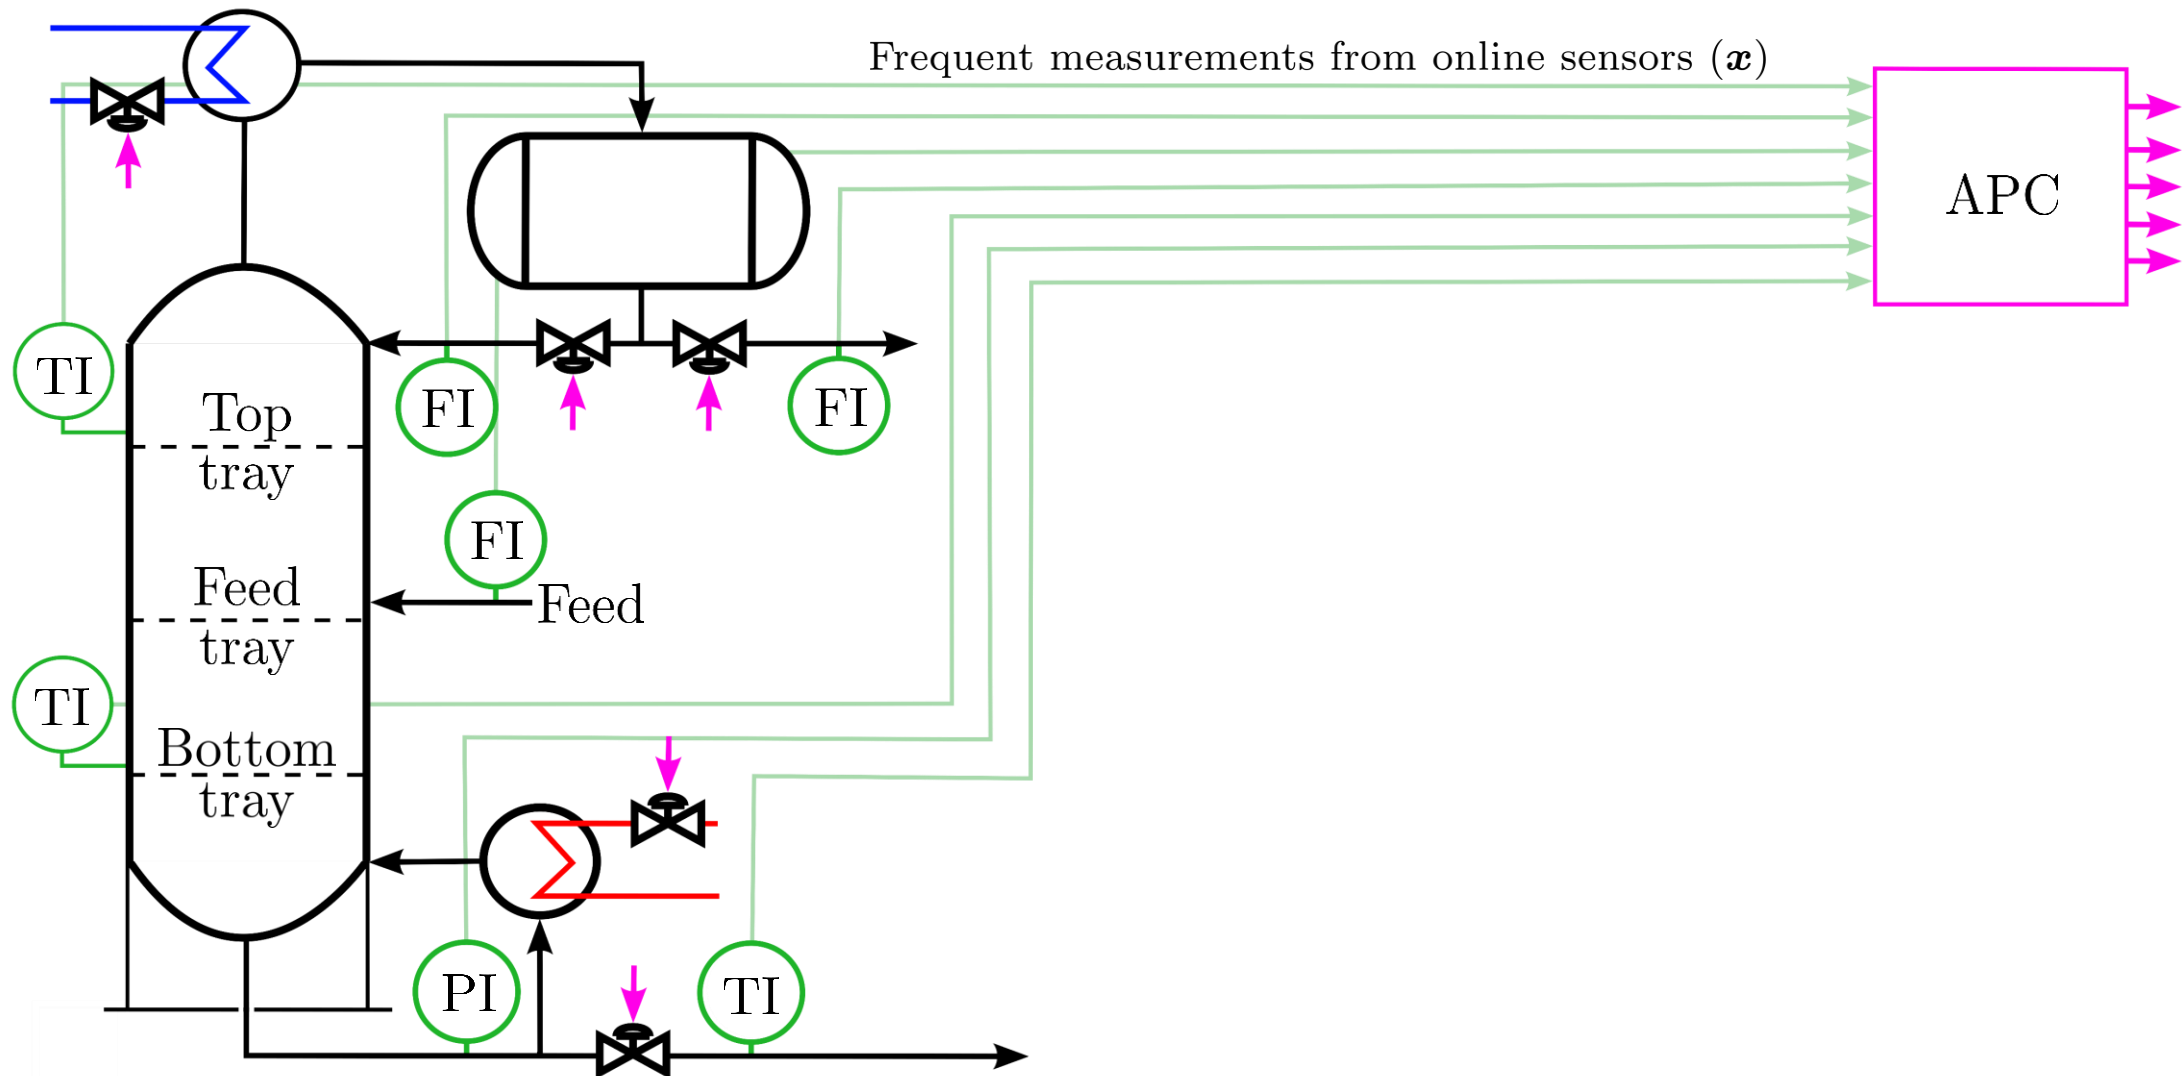 Frequent measurements from online sensors (x)
APC
TI
FI
FI
Top
tray
FI
Feed
Feed
tray
TI
Bottom
tray
PI
TI